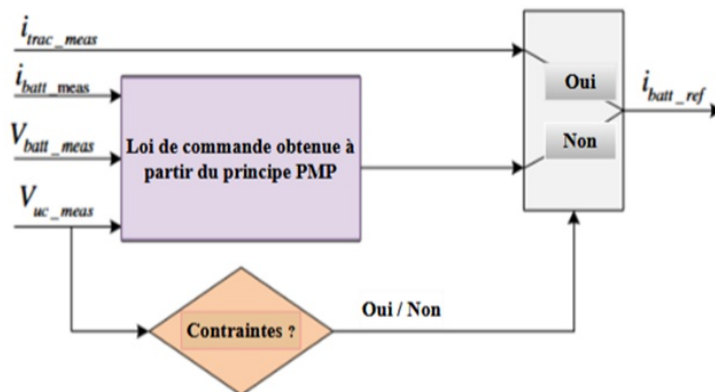 i_trac_meas
i_batt_meas
V_batt_meas
V_uc_meas
Loi de commande obtenue à
partir du principe PMP
Oui
Non
i_batt_ref
Contraintes ?
Oui / Non